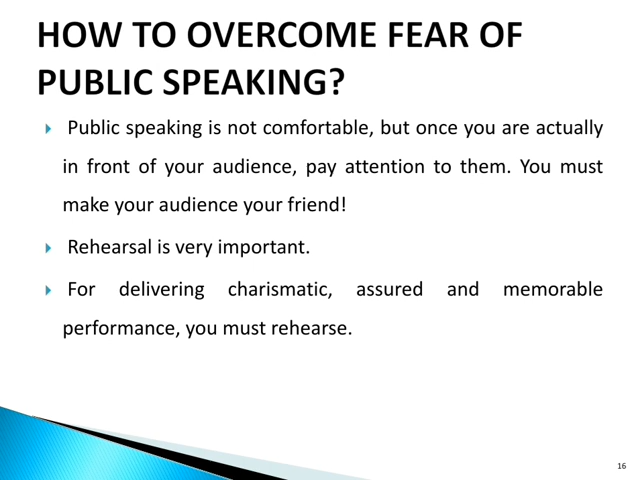 HOW TO OVERCOME FEAR OF
PUBLIC SPEAKING?
Public speaking is not comfortable, but once you are actually
in front of your audience, pay attention to them. You must
make your audience your friend!
Rehearsal is very important.
For delivering charismatic, assured and memorable
performance, you must rehearse.
16